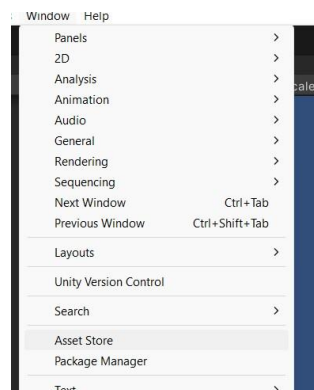 Window Help
Panels
2D
Analysis
Animation
Audio
General
Rendering
Sequencing
Next Window Ctrl+Tab
Previous Window Ctrl+Shift+Tab
Layouts
Unity Version Control
Search
Asset Store
Package Manager
Text